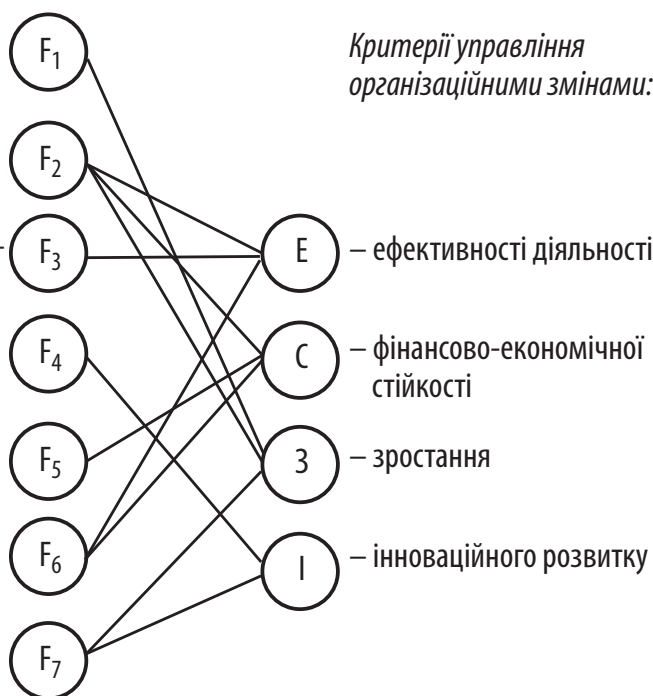 F1
Критерії управління
організаційними змінами:
F2
–
F3
Е
– ефективності діяльності
F4
С
– фінансово-економічної
стійкості
F5
З
– зростання
F6
І
– інноваційного розвитку
F7